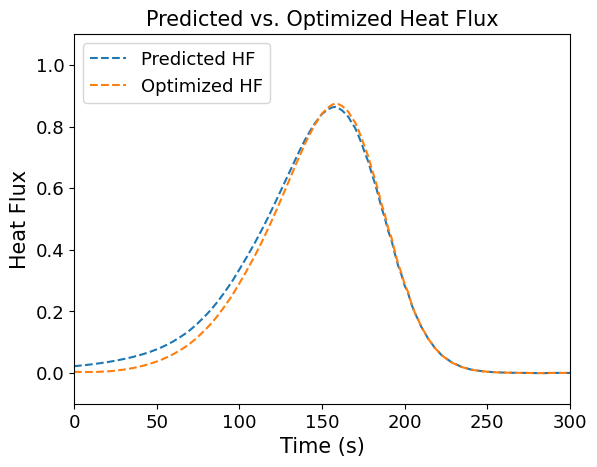 Predicted vs. Optimized Heat Flux
Predicted HF
Optimized HF
Heat Flux
1.0
0.8
0.6
0.4
0.2
0.0
0 50 100 150 200 250 300
Time (s)